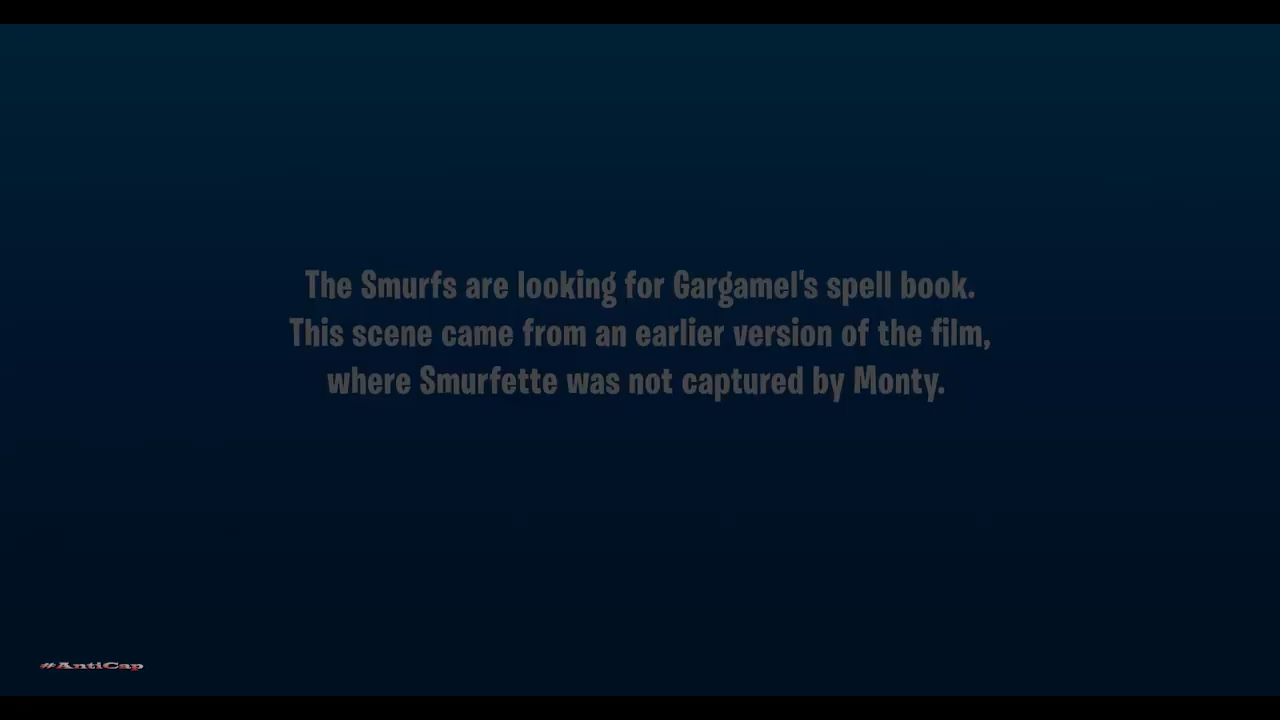 The Smurfs are looking for Gargamel's spell book.
This scene came from an earlier version of the film,
where Smurfette was not captured by Monty.
#AntiCap